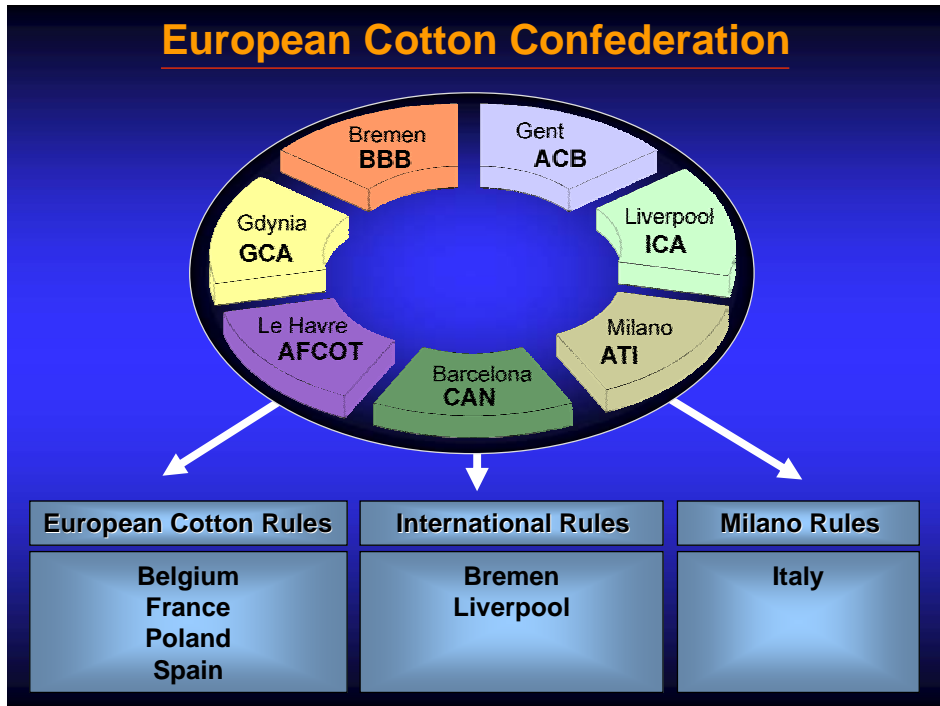 European Cotton Confederation
Bremen
BBB
Gent
ACB
Gdynia
GCA
Liverpool
ICA
Le Havre
AFCOT
Milano
ATI
Barcelona
CAN
European Cotton Rules
Belgium
France
Poland
Spain
International Rules
Bremen
Liverpool
Milano Rules
Italy